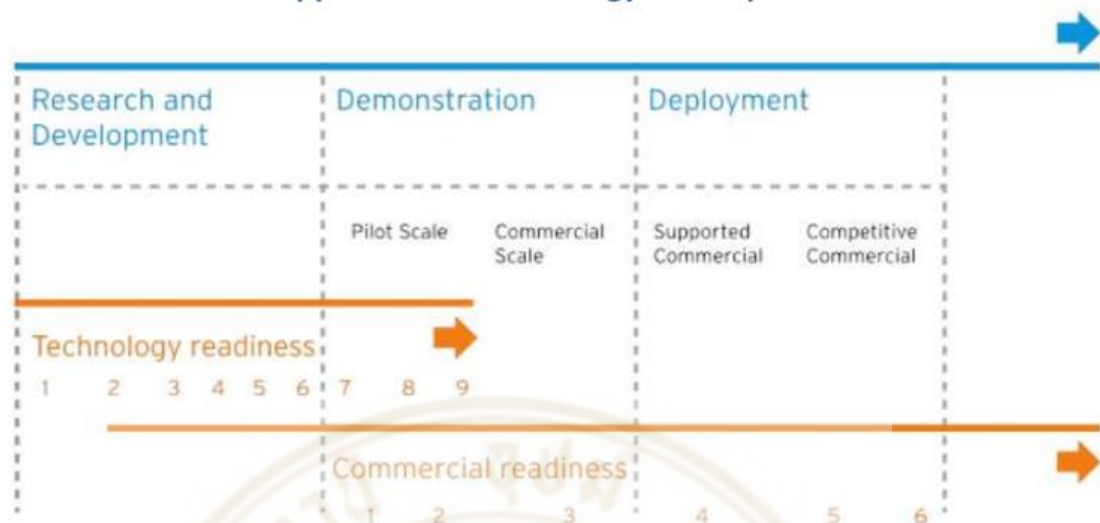 Research and
Development
Demonstration
Deployment
Pilot Scale
Commercial
Scale
Supported
Commercial
Competitive
Commercial
Technology readiness
1 2 3 4 5 6 7 8 9
Commercial readiness
1 2 3 4 5 6